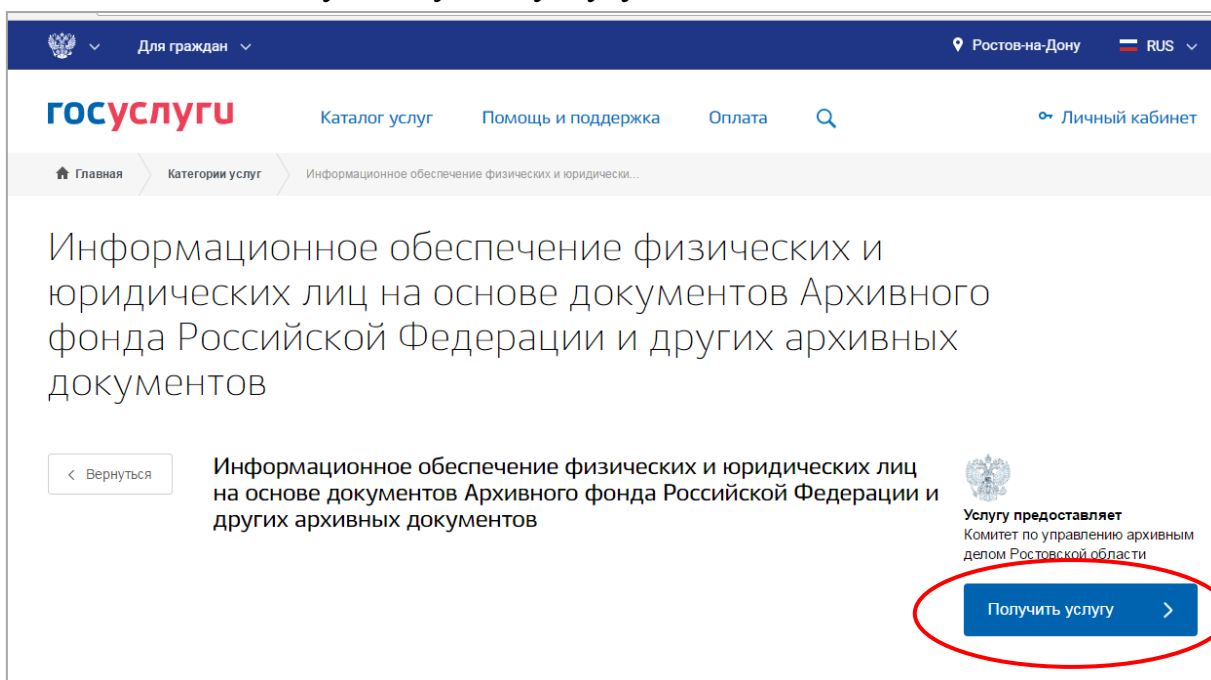 Для граждан
Ростов-на-Дону
RUS
госуслуги
Каталог услуг
Помощь и поддержка
Оплата
Личный кабинет
Главная
Категории услуг
Информационное обеспечение физических и юридически...
Информационное обеспечение физических и
юридических лиц на основе документов Архивного
фонда Российской Федерации и других архивных
документов
Вернуться
Информационное обеспечение физических и юридических лиц
на основе документов Архивного фонда Российской Федерации и
других архивных документов
Услугу предоставляет
Комитет по управлению архивным
делом Ростовской области
Получить услугу